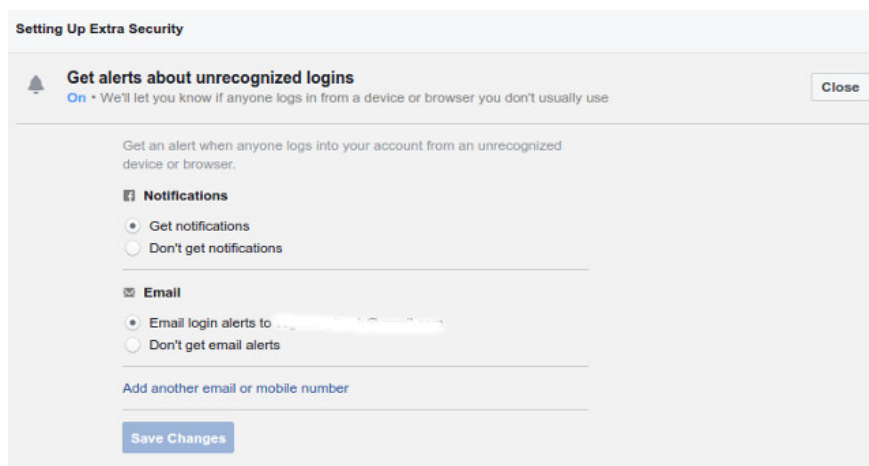 Setting Up Extra Security
Get alerts about unrecognized logins
Close
On • We'll let you know if anyone logs in from a device or browser you don't usually use
Get an alert when anyone logs into your account from an unrecognized
device or browser.
Notifications
Get notifications
Don't get notifications
Email
Email login alerts to
Don't get email alerts
Add another email or mobile number
Save Changes